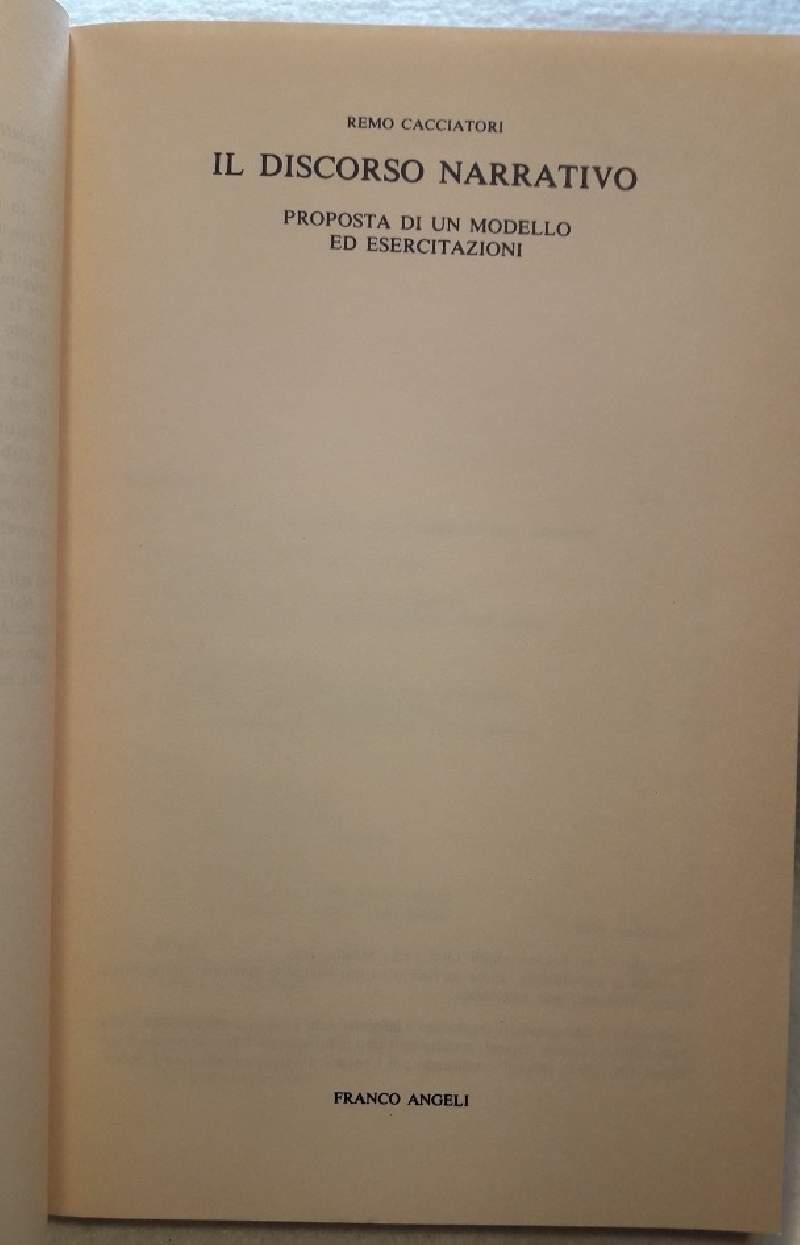 REMO CACCIATORI
IL DISCORSO NARRATIVO
PROPOSTA DI UN MODELLO
ED ESERCITAZIONI
FRANCO ANGELI